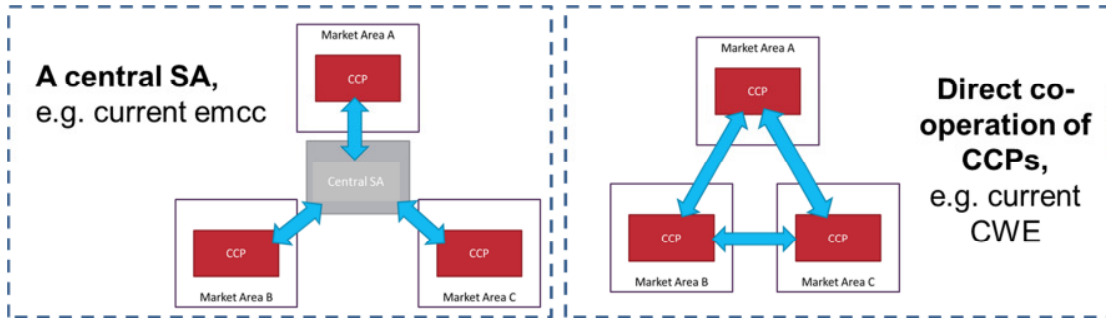 A central SA,
e.g. current emcc
Market Area A
CCP
Central SA
CCP
Market Area B
CCP
Market Area C
Market Area A
CCP
CCP
Market Area B
CCP
Market Area C
Direct co-
operation of
CCPs,
e.g. current
CWE